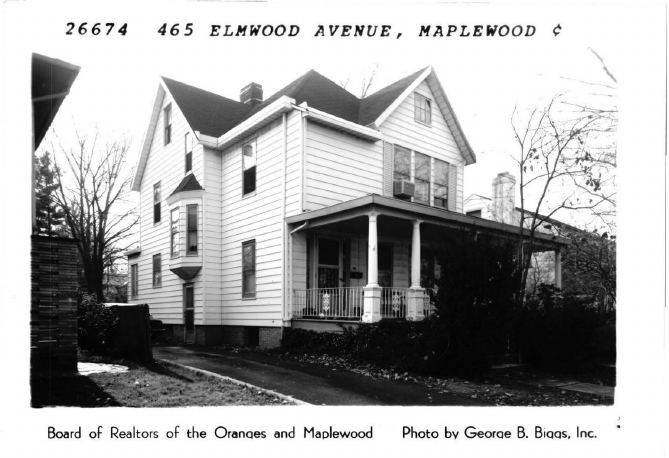 26674 465 ELMWOOD AVENUE, MAPLEWOOD ¢
Board of Realtors of the Oranges and Maplewood Photo by George B. Biggs, Inc.